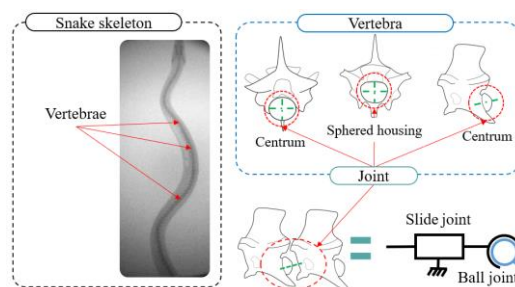 Snake skeleton
Vertebrae
Vertebra
Centrum
Sphered housing
Centrum
Joint
Slide joint
Ball joint